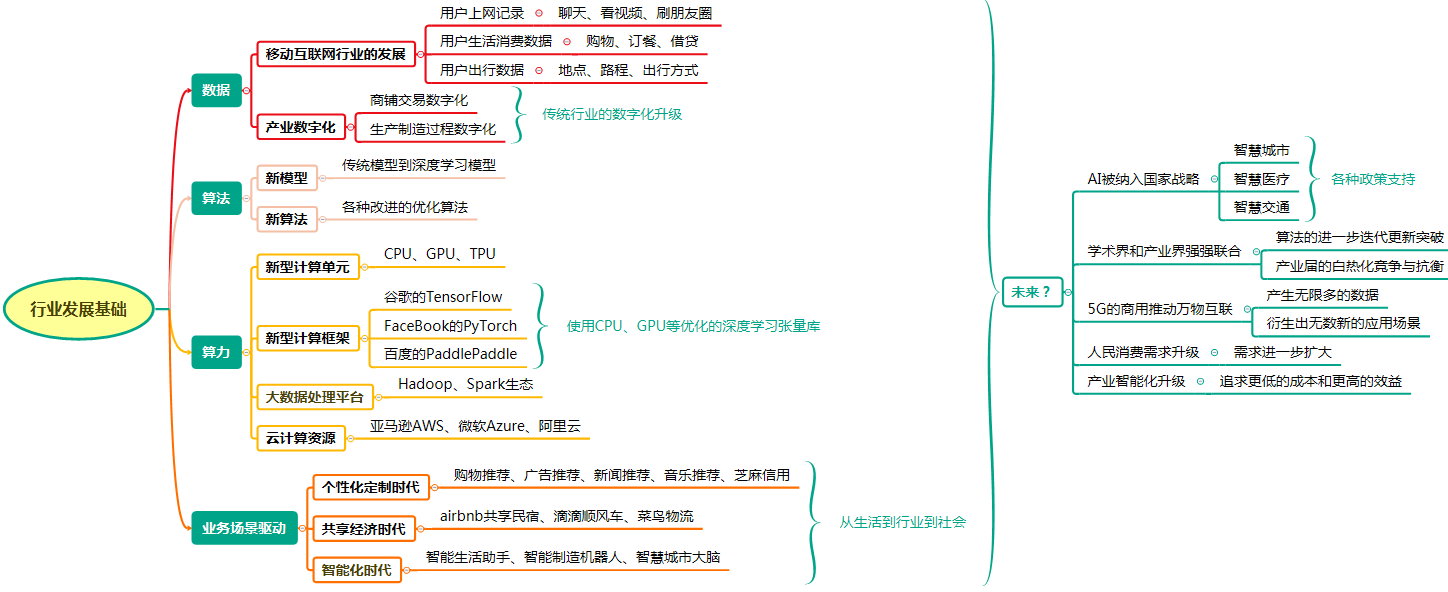 行业发展基础
数据
移动互联网行业的发展
用户上网记录
聊天、看视频、刷朋友圈
用户生活消费数据
购物、订餐、借贷
用户出行数据
地点、路程、出行方式
产业数字化
商铺交易数字化
生产制造过程数字化
传统行业的数字化升级
算法
新模型
传统模型到深度学习模型
新算法
各种改进的优化算法
算力
新型计算单元
CPU、GPU、TPU
新型计算框架
谷歌的TensorFlow
FaceBook的PyTorch
百度的PaddlePaddle
使用CPU、GPU等优化的深度学习张量库
大数据处理平台
Hadoop、Spark生态
云计算资源
亚马逊AWS、微软Azure、阿里云
业务场景驱动
个性化定制时代
购物推荐、广告推荐、新闻推荐、音乐推荐、芝麻信用
共享经济时代
airbnb共享民宿、滴滴顺风车、菜鸟物流
智能化时代
智能生活助手、智能制造机器人、智慧城市大脑
从生活到行业到社会
未来？
AI被纳入国家战略
智慧城市
智慧医疗
智慧交通
各种政策支持
学术界和产业界强强联合
算法的进一步迭代更新突破
产业届的白热化竞争与抗衡
5G的商用推动万物互联
产生无限多的数据
衍生出无数新的应用场景
人民消费需求升级
需求进一步扩大
产业智能化升级
追求更低的成本和更高的效益